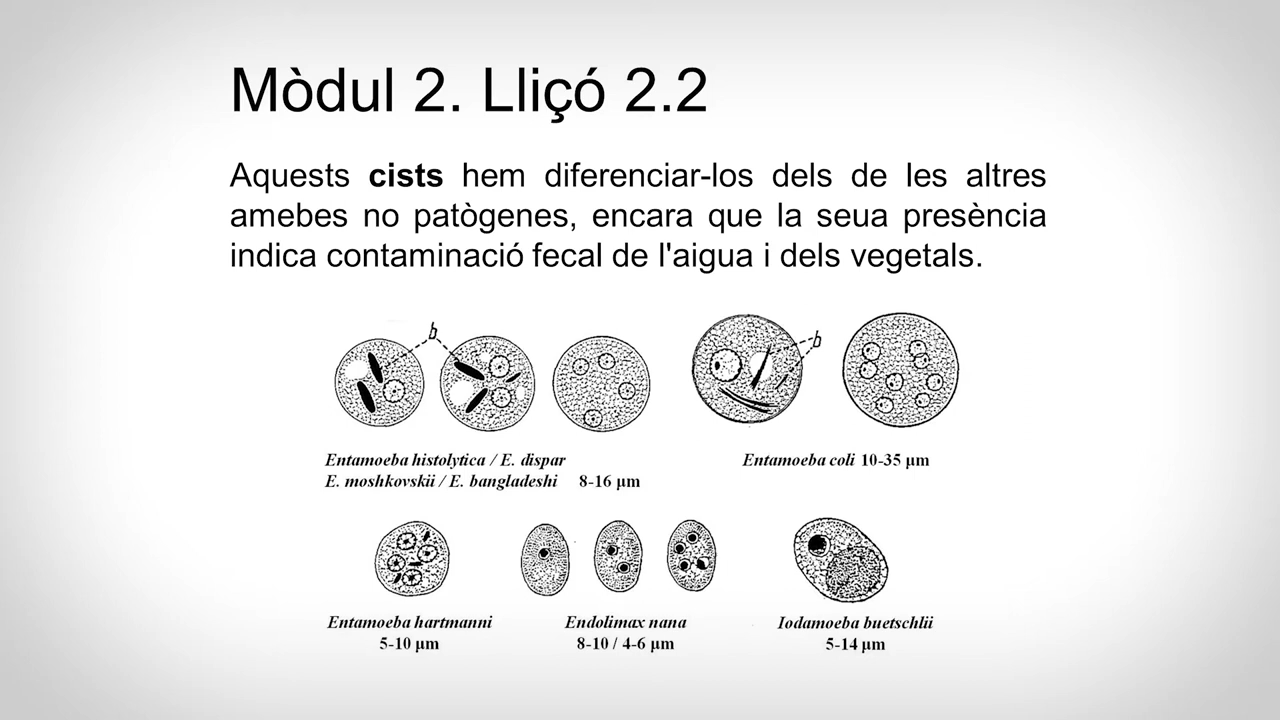 Mòdul 2. Lliçó 2.2
Aquests cists hem diferenciar-los dels de les altres
amebes no patògenes, encara que la seua presència
indica contaminació fecal de l'aigua i dels vegetals.
b
b
Entamoeba histolytica / E. dispar
E. moshkovskii / E. bangladeshi 8-16 µm
Entamoeba coli 10-35 µm
Entamoeba hartmanni
5-10 µm
Endolimax nana
8-10 / 4-6 µm
Iodamoeba buetschlii
5-14 µm